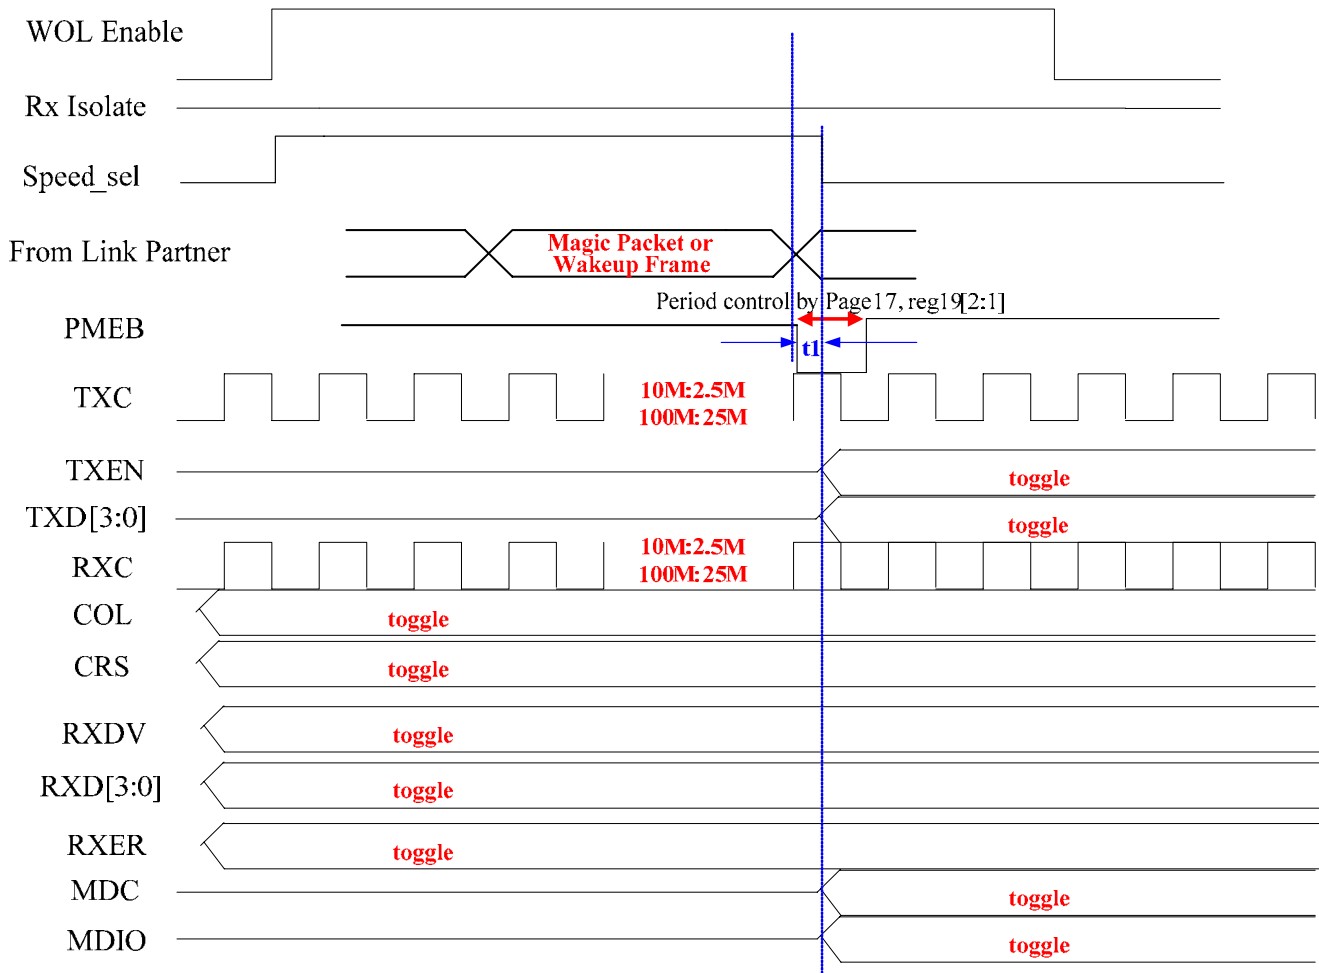 WOL Enable
Rx Isolate
Speed_sel
From Link Partner
Magic Packet or
Wakeup Frame
Period control by Page17, reg19[2:1]
PMEB
t1
TXC
10M:2.5M
100M:25M
TXEN
toggle
TXD[3:0]
toggle
RXC
10M:2.5M
100M:25M
COL
toggle
CRS
toggle
RXDV
toggle
RXD[3:0]
toggle
RXER
toggle
MDC
toggle
MDIO
toggle